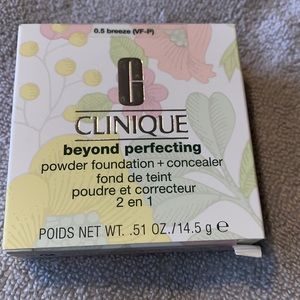 0.5 breeze (VF-P)
C
CLINIQUE
beyond perfecting
powder foundation + concealer
fond de teint
poudre et correcteur
2 en 1
POIDS NET WT. .51 OZ./14.5 g ℮